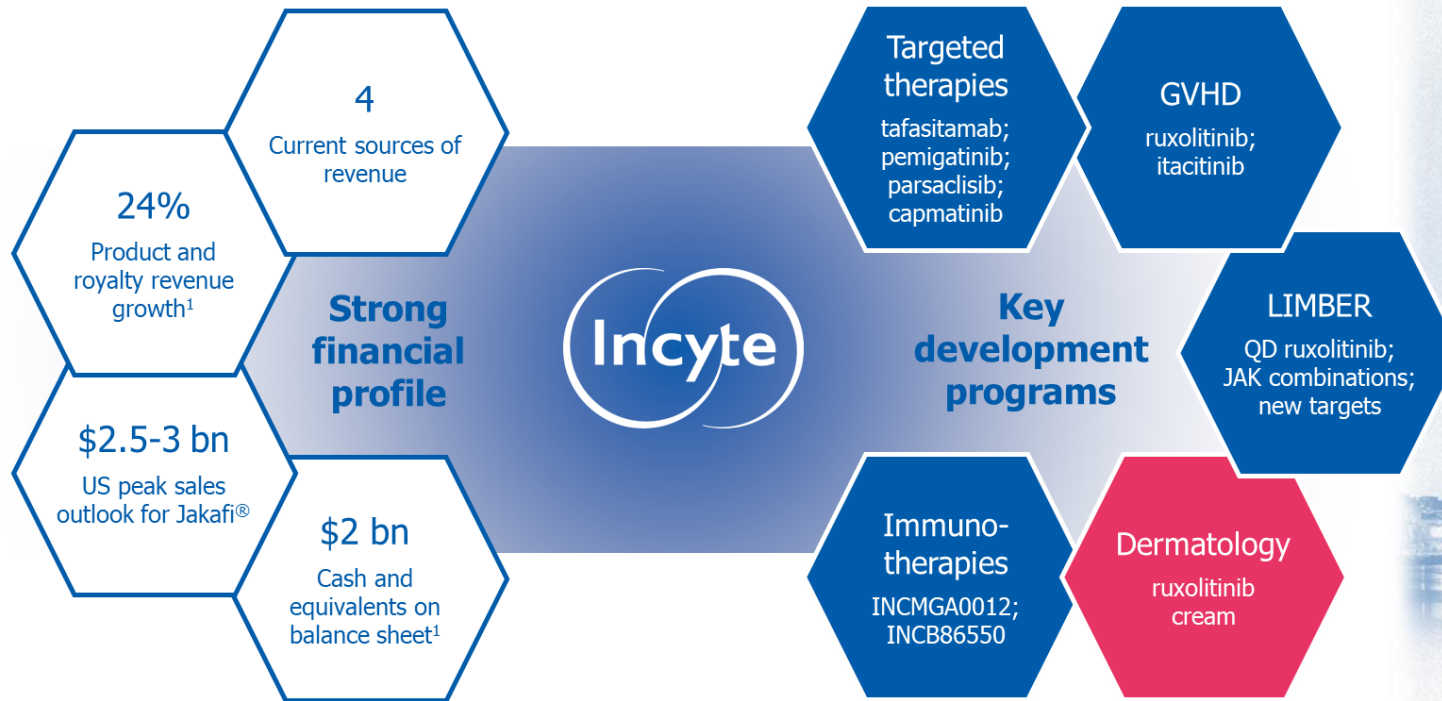 4
Current sources of
revenue
24%
Product and
royalty revenue
growth¹
$2.5-3 bn
US peak sales
outlook for Jakafi®
$2 bn
Cash and
equivalents on
balance sheet¹
Strong
financial
profile
Incyte
Key
development
programs
Targeted
therapies
tafasitamab;
pemigatinib;
parsaclisib;
capmatinib
GVHD
ruxolitinib;
itacitinib
LIMBER
QD ruxolitinib;
JAK combinations;
new targets
Immuno-
therapies
INCMGA0012;
INCB86550
Dermatology
ruxolitinib
cream